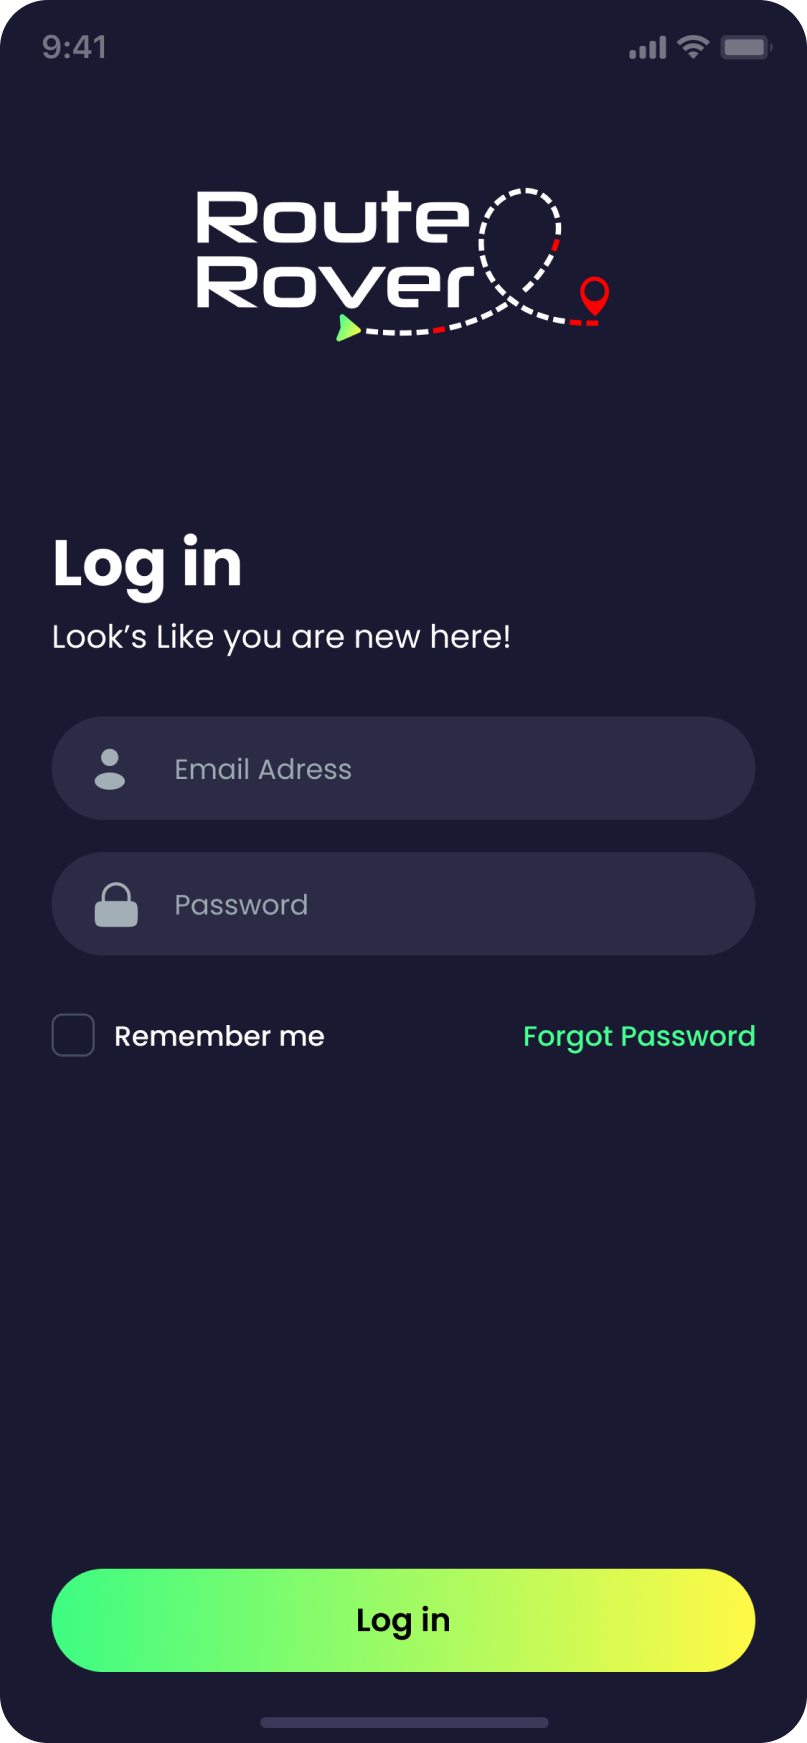 9:41
Route
Rover
Log in
Look’s Like you are new here!
Email Adress
Password
Remember me
Forgot Password
Log in